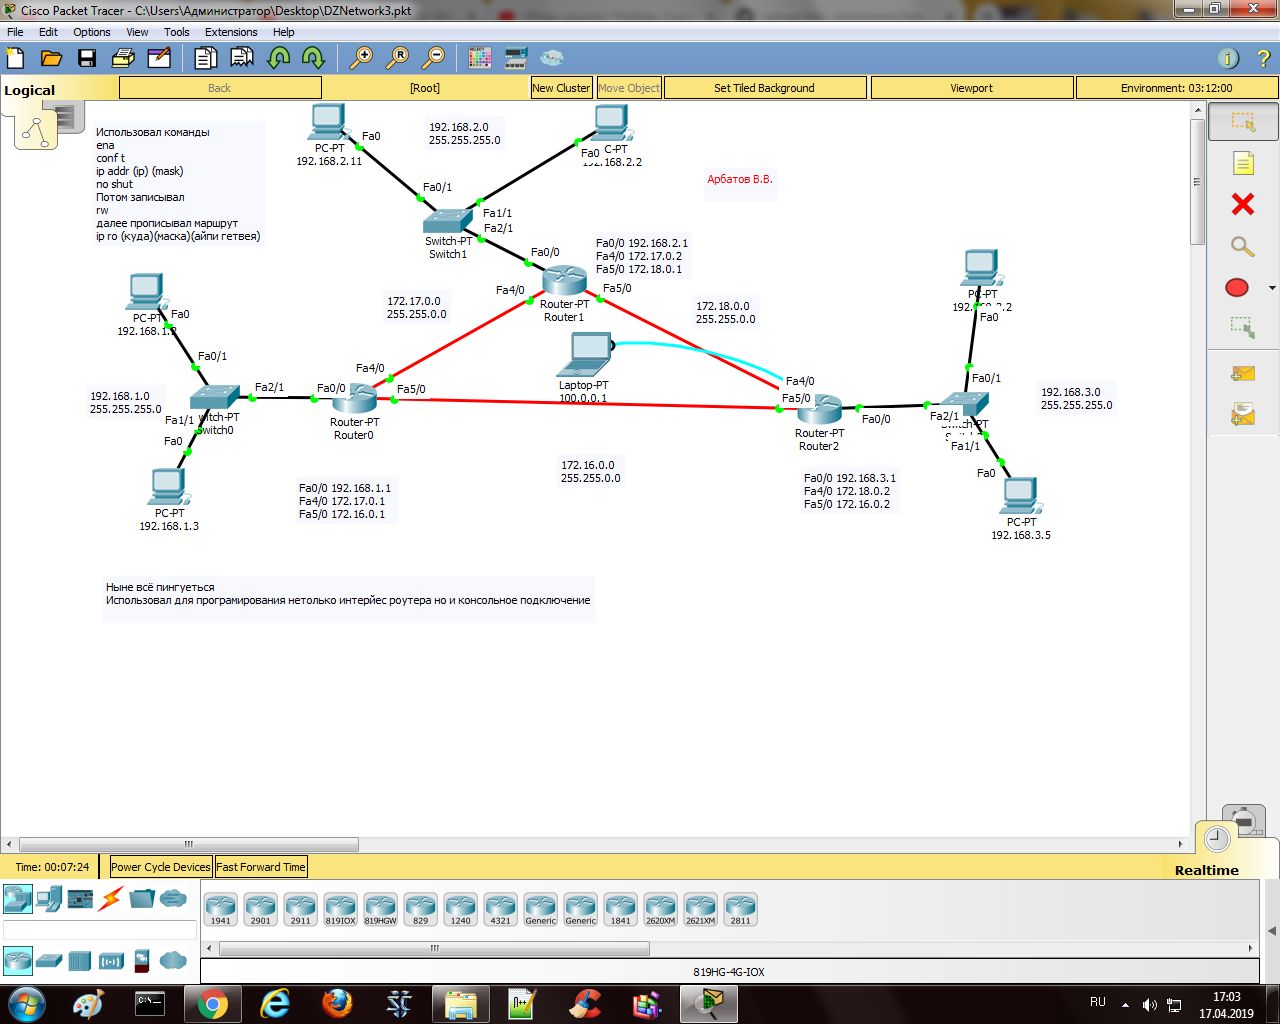 Cisco Packet Tracer - C:\Users\Администратор\Desktop\DZNetwork3.pkt
File Edit Options View Tools Extensions Help
Logical
Back
[Root]
New Cluster
Move Object
Set Tiled Background
Viewport
Environment: 03:12:00
Использовал команды
ena
conf t
ip addr (ip) (mask)
no shut
Потом записывал
rw
далее прописывал маршрут
ip ro (куда)(маска)(айпи гетвея)
PC-PT
192.168.2.11
Fa0
192.168.2.0
255.255.255.0
C-PT
Fa0
192.168.2.2
Арбатов В.В.
Fa0/1
Fa1/1
Fa2/1
Switch-PT
Switch1
Fa0/0
Fa0/0 192.168.2.1
Fa4/0 172.17.0.2
Fa5/0 172.18.0.1
Fa4/0
Fa5/0
Router-PT
Router1
172.17.0.0
255.255.0.0
172.18.0.0
255.255.0.0
PC-PT
192.168.1.2
Fa0
Fa0/1
PC-PT
Fa0
Fa0/1
192.168.1.0
255.255.255.0
Fa2/1
Fa1/1
witch-PT
Switch0
Fa0
PC-PT
192.168.1.3
Fa0/0
Fa4/0
Fa5/0
Router-PT
Router0
Laptop-PT
100.0.0.1
Fa4/0
Fa5/0
Fa0/0
Router-PT
Router2
Fa2/1
Fa1/1
192.168.3.0
255.255.255.0
Fa0
PC-PT
192.168.3.5
172.16.0.0
255.255.0.0
Fa0/0 192.168.1.1
Fa4/0 172.17.0.1
Fa5/0 172.16.0.1
Fa0/0 192.168.3.1
Fa4/0 172.18.0.2
Fa5/0 172.16.0.2
Ныне всё пингуеться
Использовал для програмирования нетолько интерйес роутера но и консольное подключение
Time: 00:07:24
Power Cycle Devices
Fast Forward Time
Realtime
1941 2901 2911 819IOX 819HGW 829 1240 4321 Generic Generic 1841 2620XM 2621XM 2811
819HG-4G-IOX
RU
17:03
17.04.2019